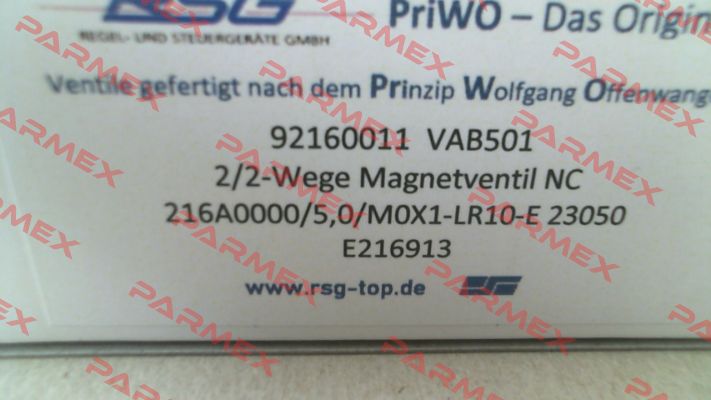 RSG PriWO – Das Origin
REGEL- UND STEUERGERÄTE GMBH
Ventile gefertigt nach dem Prinzip Wolfgang Offenwang
92160011 VAB501
2/2-Wege Magnetventil NC
216A0000/5,0/M0X1-LR10-E 23050
E216913
www.rsg-top.de